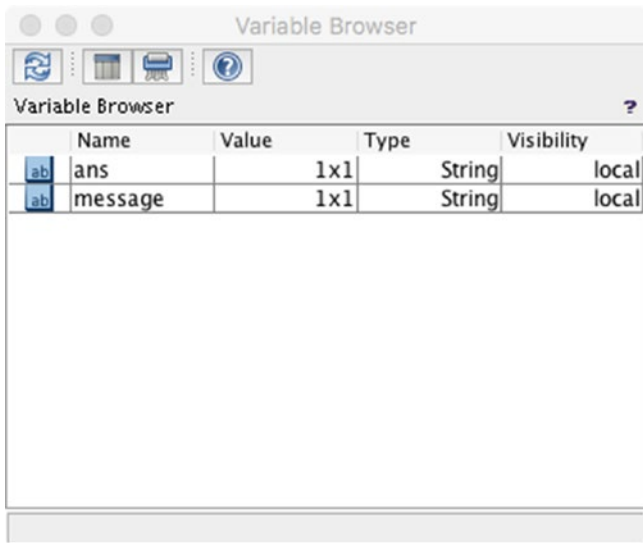 Variable Browser
?
Variable Browser ?
Name Value Type Visibility
ab ans 1x1 String local
ab message 1x1 String local